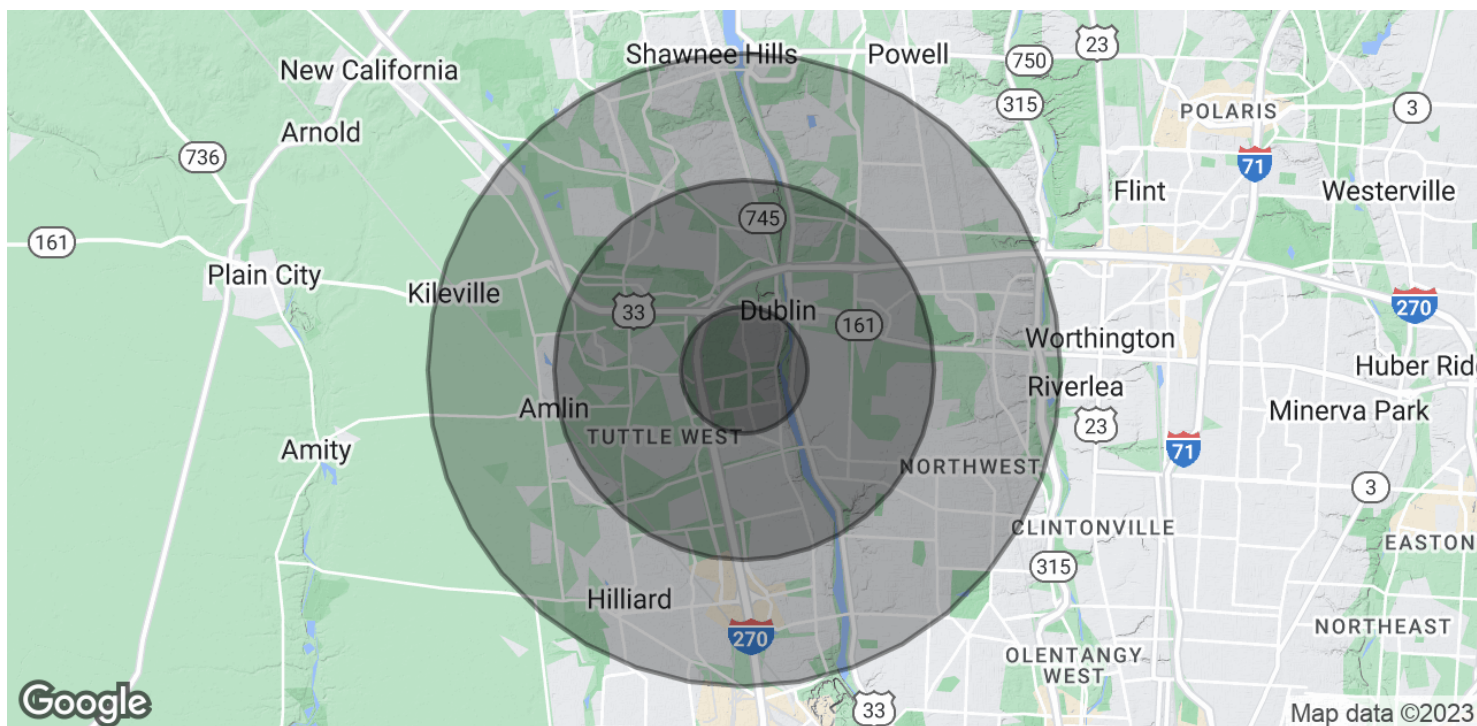 Shawnee Hills
Powell
23
750
New California
315
POLARIS
3
Arnold
736
71
Flint
Westerville
745
161
Plain City
Kileville
33
Dublin
161
270
Worthington
Huber Ridg
Riverlea
Amlin
Minerva Park
23
TUTTLE WEST
Amity
71
NORTHWEST
3
CLINTONVILLE
EASTON
315
Hilliard
NORTHEAST
270
OLENTANGY
WEST
Google
33
Map data ©2023